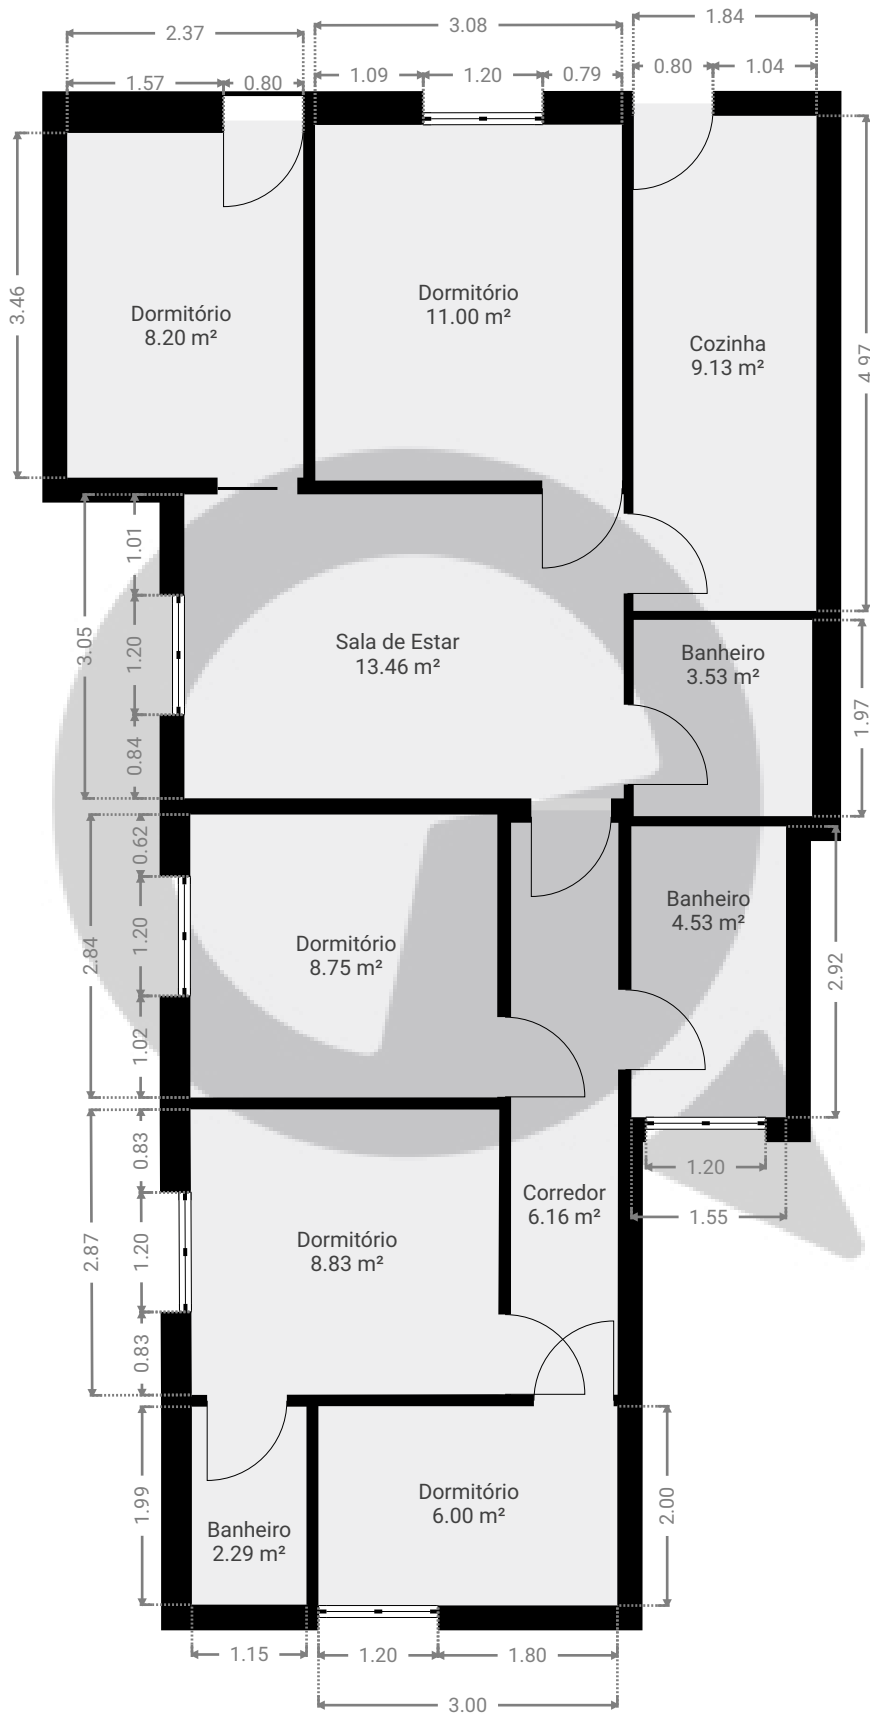 1.84
3.08
2.37
0.80
1.04
1.09
1.20
0.79
1.57
0.80
3.46
4.97
Dormitório
8.20 m²
Dormitório
11.00 m²
Cozinha
9.13 m²
1.01
3.05
1.20
0.84
Sala de Estar
13.46 m²
Banheiro
3.53 m²
1.97
0.62
2.84
1.20
1.02
Dormitório
8.75 m²
Banheiro
4.53 m²
2.92
0.83
2.87
1.20
0.83
Dormitório
8.83 m²
Corredor
6.16 m²
1.20
1.55
1.99
Banheiro
2.29 m²
Dormitório
6.00 m²
2.00
1.15
1.20
1.80
3.00